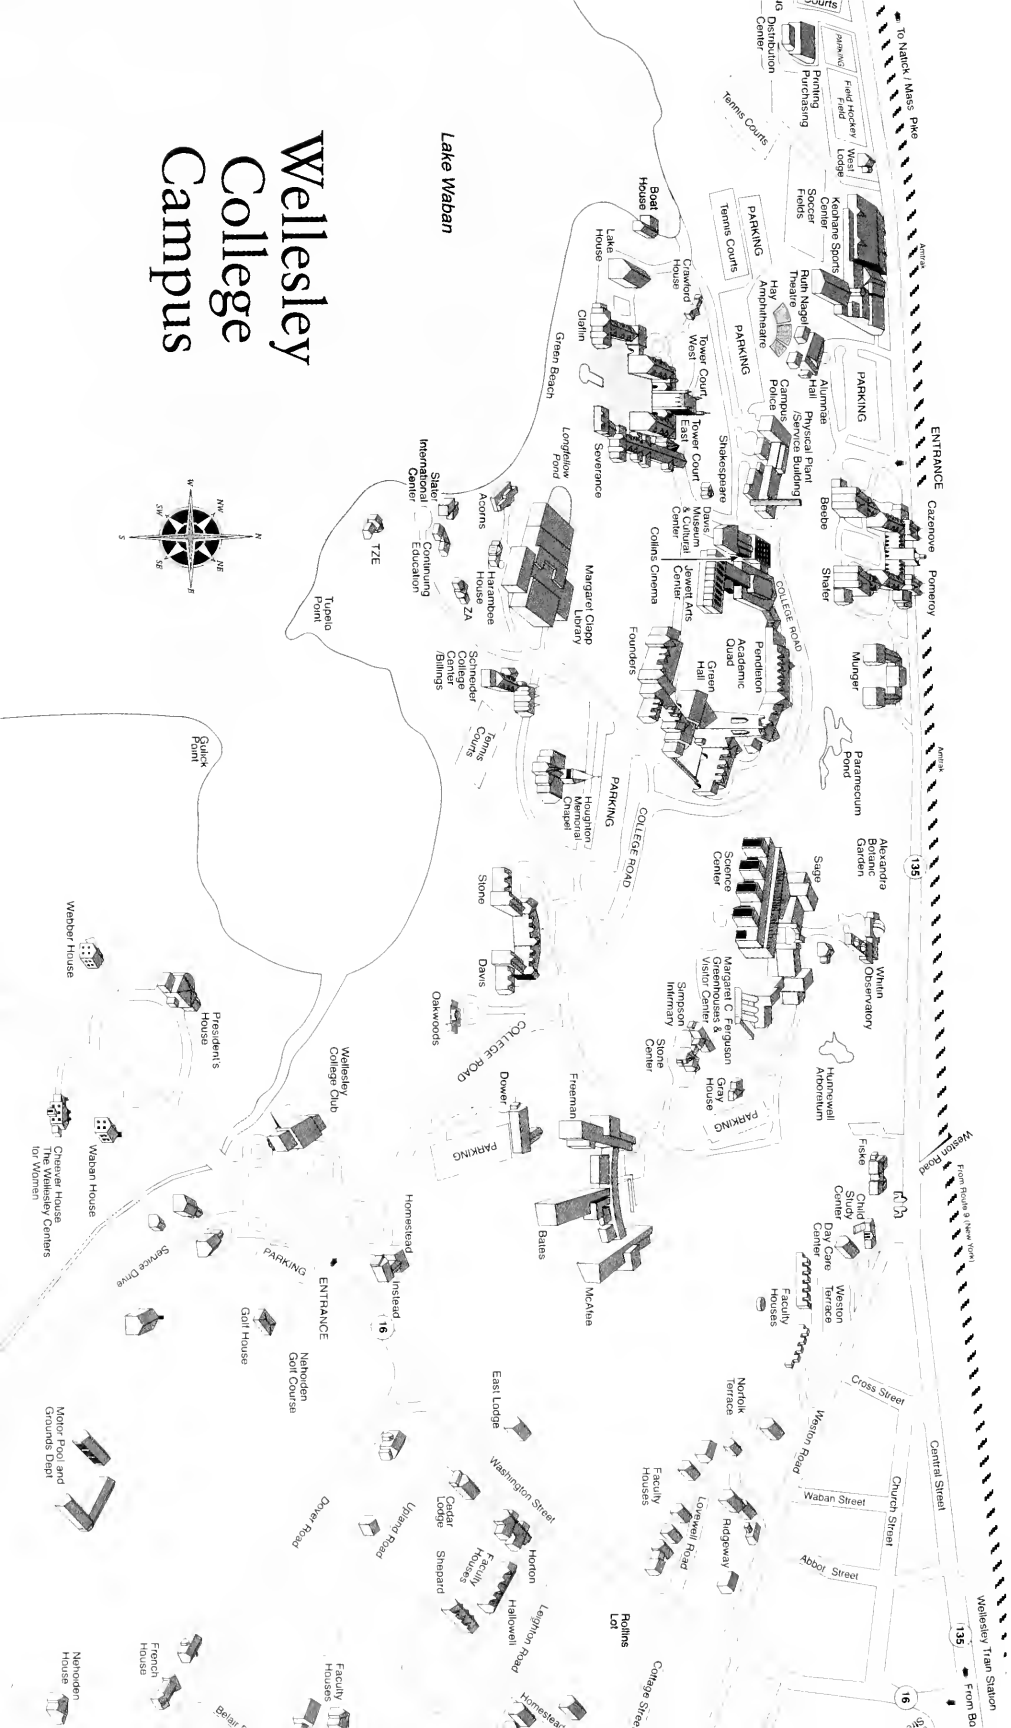 Wellesley
College
Campus
Lake Waban
To Natick / Mass Pike
Distribution
Center
Printing
Purchasing
PARKING
Field Hockey
Field
West
Lodge
Tennis Courts
Keohane Sports
Center
Soccer
Fields
Amtrak
Boat
House
Lake
House
Crawford
House
Tennis Courts
PARKING
Ruth Nagel
Theatre
Hay
Amphitheatre
Alumnae
Hall
PARKING
PARKING
Claflin
Tower Court
West
Tower Court
East
Severance
Green Beach
Longfellow
Pond
Campus
Police
Physical Plant
/Service Building
Shakespeare
ENTRANCE
Cazenove
Pomeroy
Beebe
Shafer
Munger
Davis
Museum
& Cultural
Center
Collins Cinema
Jewett Arts
Center
COLLEGE ROAD
Pendleton
Academic
Quad
Green
Hall
Founders
Slater
International
Center
Acorns
Continuing
Education
Harambee
House
ZA
TZE
Margaret Clapp
Library
Tupelo
Point
Schneider
College
Center
/Billings
Tennis
Courts
Houghton
Memorial
Chapel
PARKING
COLLEGE ROAD
Paramecium
Pond
Amtrak
Alexandra
Botanic
Garden
135
Sage
Science
Center
Whitin
Observatory
Margaret C. Ferguson
Greenhouses &
Visitor Center
Simpson
Infirmary
Stone
Center
Gray
House
PARKING
Hunnewell
Arboretum
Gulick
Point
Stone
Davis
Oakwoods
COLLEGE ROAD
Dower
PARKING
Freeman
Bates
McAfee
Webber House
President's
House
Wellesley
College Club
Waban House
Cheever House
The Wellesley Centers
for Women
Service Drive
PARKING
ENTRANCE
Homestead
Instead
16
Golf House
Nehoiden
Golf Course
Motor Pool and
Grounds Dept
Weston Road
From Route 9 (New York)
Fiske
Child
Study
Center
Day Care
Center
Weston
Terrace
Faculty
Houses
Cross Street
Central Street
Church Street
Weston Road
Waban Street
Abbot Street
Norfolk
Terrace
Faculty
Houses
Lovewell Road
Ridgeway
East Lodge
Washington Street
Cedar
Lodge
Horton
Faculty
Houses
Shepard
Hallowell
Leighton Road
Upland Road
Dover Road
Rollins
Lot
Cottage Stree
Homestead
Faculty
Houses
French
House
Nehoiden
House
Belair
Wellesley Train Station
135
From Bo
16
N
NE
E
SE
S
SW
W
NW